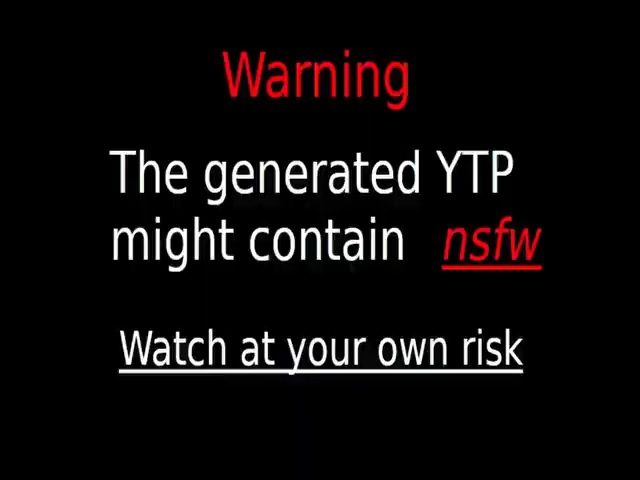 Warning
The generated YTP
might contain nsfw
Watch at your own risk